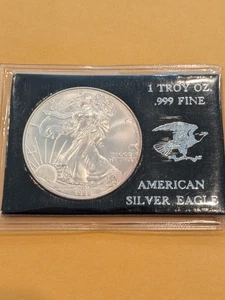 1 TROY OZ.
.999 FINE
AMERICAN
SILVER EAGLE